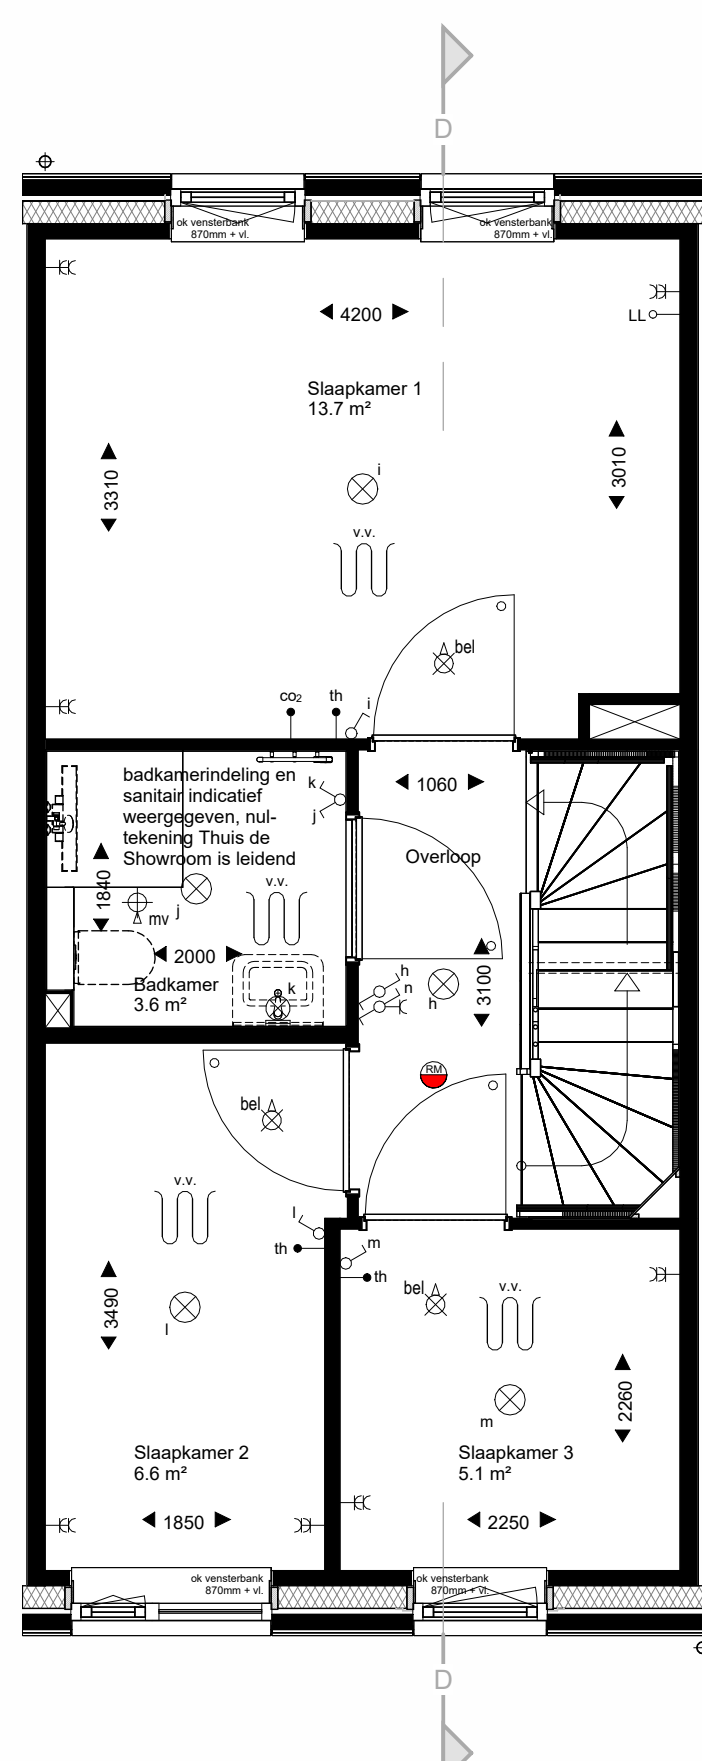 D
ok vensterbank
870mm + vl.
ok vensterbank
870mm + vl.
4200
LL
Slaapkamer 1
13.7 m²
3310
3010
i
v.v.
bel
co₂
th
i
badkamerindeling en
sanitair indicatief
weergegeven, nul-
tekening Thuis de
Showroom is leidend
k
j
1060
Overloop
1840
v.v.
mv
j
2000
Badkamer
3.6 m²
k
h
n
h
3100
RM
bel
v.v.
l
th
m
th
bel
v.v.
3490
l
2260
m
Slaapkamer 2
6.6 m²
Slaapkamer 3
5.1 m²
1850
2250
ok vensterbank
870mm + vl.
ok vensterbank
870mm + vl.
D